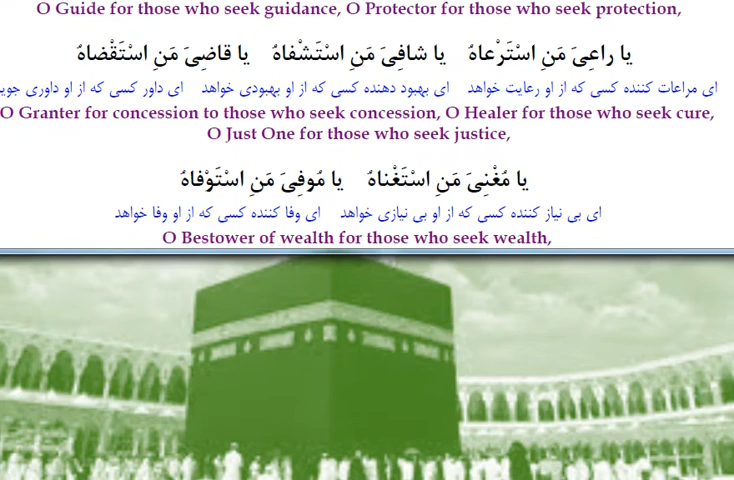 O Guide for those who seek guidance, O Protector for those who seek protection,
يا راعِىَ مَنِ اسْتَرْعاهُ يا شافِىَ مَنِ اسْتَشْفاهُ يا قاضِىَ مَنِ اسْتَقْضاهُ
ای مراعات کننده کسی که از او رعایت خواهد ای بهبود دهنده کسی که از او بهبودی خواهد ای داور کسی که از او داوری جوید
O Granter for concession to those who seek concession, O Healer for those who seek cure,
O Just One for those who seek justice,
يا مُغْنِىَ مَنِ اسْتَغْناهُ يا مُوفِىَ مَنِ اسْتَوْفاهُ
ای بی نیاز کننده کسی که از او بی نیازی خواهد ای وفا کننده کسی که از او وفا خواهد
O Bestower of wealth for those who seek wealth,